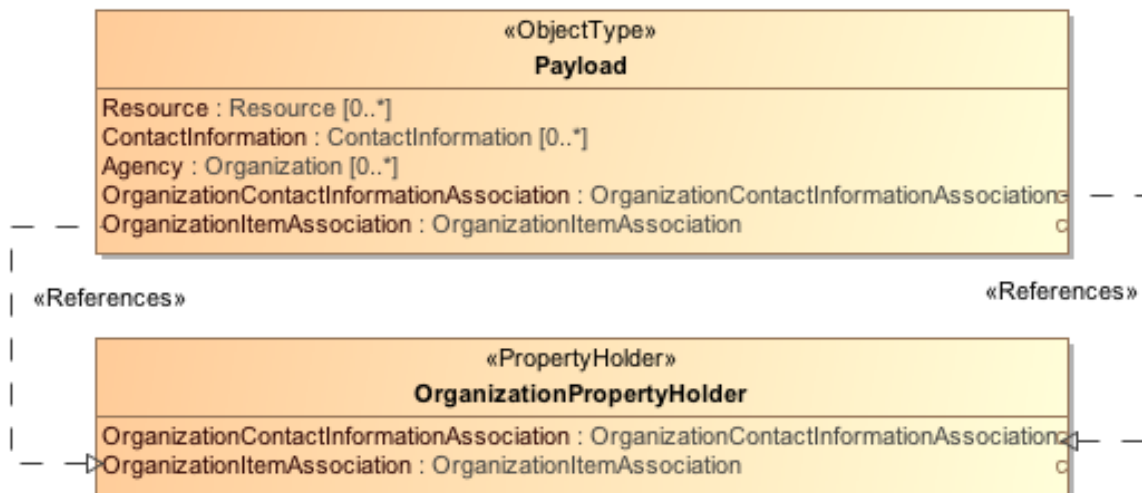 «ObjectType»
Payload
Resource : Resource [0..*]
ContactInformation : ContactInformation [0..*]
Agency : Organization [0..*]
OrganizationContactInformationAssociation : OrganizationContactInformationAssociation
OrganizationItemAssociation : OrganizationItemAssociation
«References»
«References»
«PropertyHolder»
OrganizationPropertyHolder
OrganizationContactInformationAssociation : OrganizationContactInformationAssociation
OrganizationItemAssociation : OrganizationItemAssociation